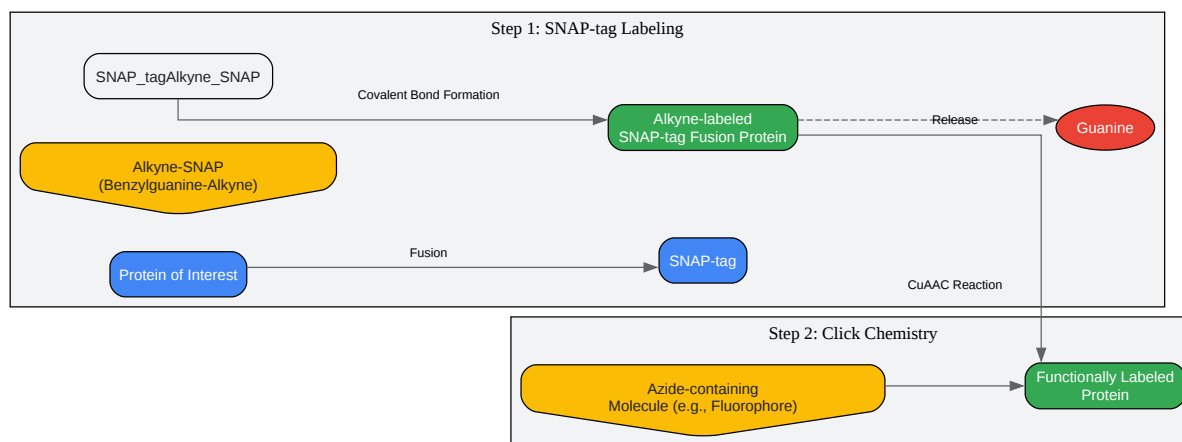 Step 1: SNAP-tag Labeling
SNAP_tagAlkyne_SNAP
Covalent Bond Formation
Alkyne-labeled
SNAP-tag Fusion Protein
Release
Guanine
Alkyne-SNAP
(Benzylguanine-Alkyne)
Protein of Interest
Fusion
SNAP-tag
CuAAC Reaction
Step 2: Click Chemistry
Azide-containing
Molecule (e.g., Fluorophore)
Functionally Labeled
Protein